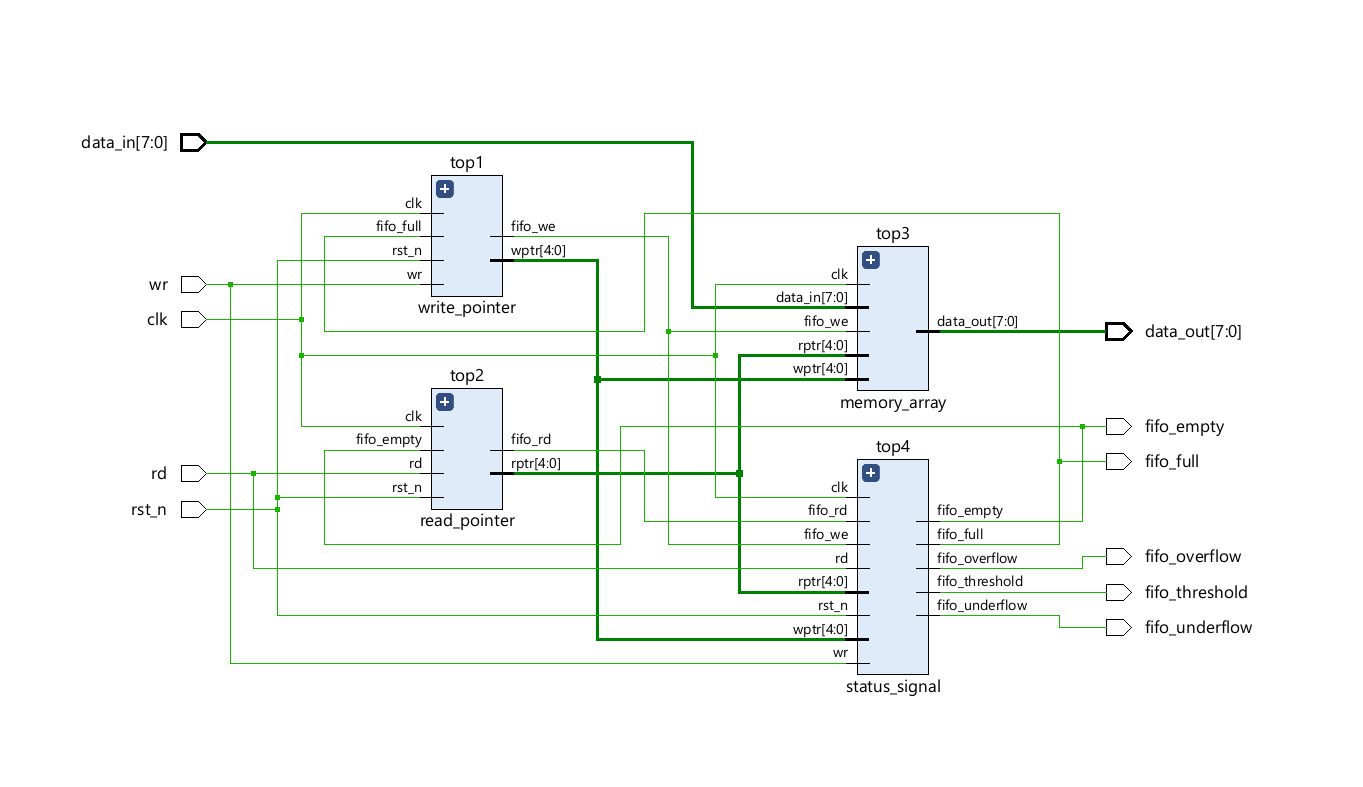 data_in[7:0]
wr
clk
rd
rst_n
top1
clk
fifo_full
rst_n
wr
fifo_we
wptr[4:0]
write_pointer
top2
clk
fifo_empty
rd
rst_n
fifo_rd
rptr[4:0]
read_pointer
top3
clk
data_in[7:0]
fifo_we
rptr[4:0]
wptr[4:0]
data_out[7:0]
memory_array
top4
clk
fifo_rd
fifo_we
rd
rptr[4:0]
rst_n
wptr[4:0]
wr
fifo_empty
fifo_full
fifo_overflow
fifo_threshold
fifo_underflow
status_signal
data_out[7:0]
fifo_empty
fifo_full
fifo_overflow
fifo_threshold
fifo_underflow